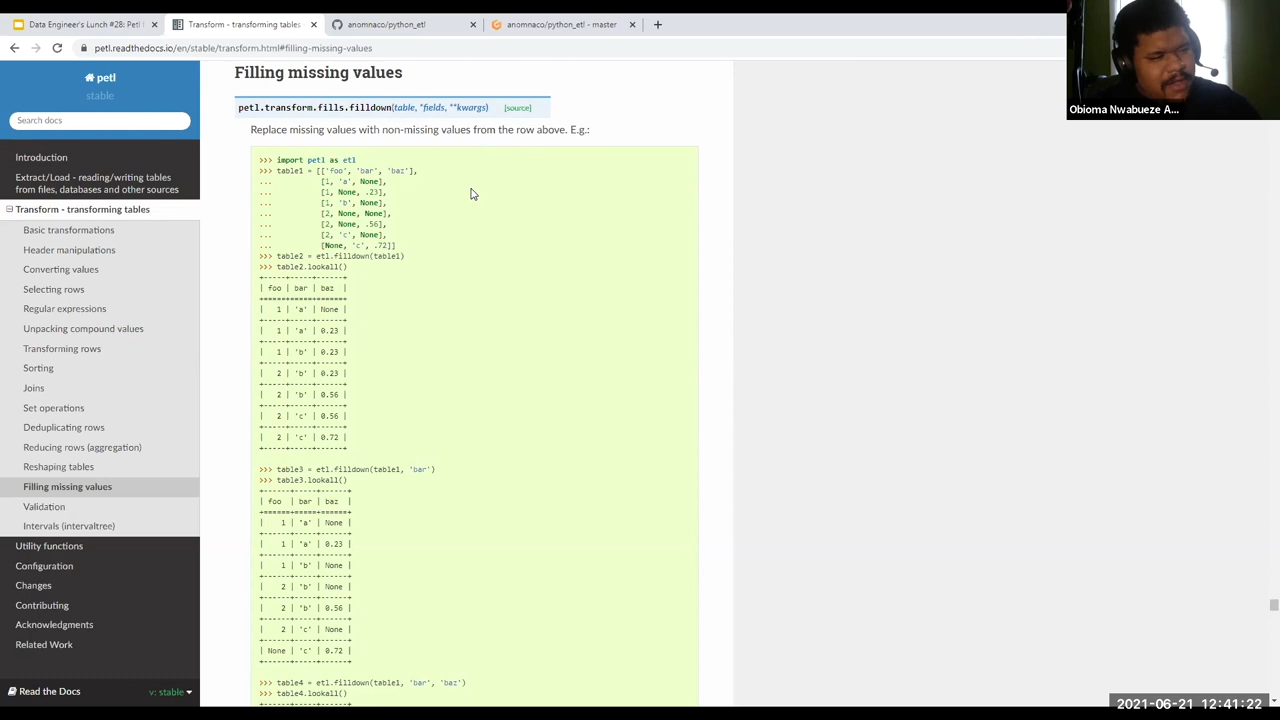 Data Engineer's Lunch #28: Petl f
Transform - transforming tables
anomnaco/python_etl
anomnaco/python_etl - master
petl.readthedocs.io/en/stable/transform.html#filling-missing-values
petl
stable
Search docs
Introduction
Extract/Load - reading/writing tables
from files, databases and other sources
Transform - transforming tables
Basic transformations
Header manipulations
Converting values
Selecting rows
Regular expressions
Unpacking compound values
Transforming rows
Sorting
Joins
Set operations
Deduplicating rows
Reducing rows (aggregation)
Reshaping tables
Filling missing values
Validation
Intervals (intervaltree)
Utility functions
Configuration
Changes
Contributing
Acknowledgments
Related Work
Read the Docs
v: stable
Filling missing values
petl.transform.fills.filldown(table, *fields, **kwargs) [source]
Replace missing values with non-missing values from the row above. E.g.:
>>> import petl as etl
>>> table1 = [['foo', 'bar', 'baz'],
... [1, 'a', None],
... [1, None, .23],
... [1, 'b', None],
... [2, None, None],
... [2, None, .56],
... [2, 'c', None],
... [None, 'c', .72]]
>>> table2 = etl.filldown(table1)
>>> table2.lookall()
+-----+-----+------+
| foo | bar | baz |
+=====+=====+======+
| 1 | 'a' | None |
+-----+-----+------+
| 1 | 'a' | 0.23 |
+-----+-----+------+
| 1 | 'b' | 0.23 |
+-----+-----+------+
| 2 | 'b' | 0.23 |
+-----+-----+------+
| 2 | 'b' | 0.56 |
+-----+-----+------+
| 2 | 'c' | 0.56 |
+-----+-----+------+
| 2 | 'c' | 0.72 |
+-----+-----+------+
>>> table3 = etl.filldown(table1, 'bar')
>>> table3.lookall()
+------+-----+------+
| foo | bar | baz |
+======+=====+======+
| 1 | 'a' | None |
+------+-----+------+
| 1 | 'a' | 0.23 |
+------+-----+------+
| 1 | 'b' | None |
+------+-----+------+
| 2 | 'b' | None |
+------+-----+------+
| 2 | 'b' | 0.56 |
+------+-----+------+
| 2 | 'c' | None |
+------+-----+------+
| None | 'c' | 0.72 |
+------+-----+------+
>>> table4 = etl.filldown(table1, 'bar', 'baz')
>>> table4.lookall()
Obioma Nwabueze A...
2021-06-21 12:41:22